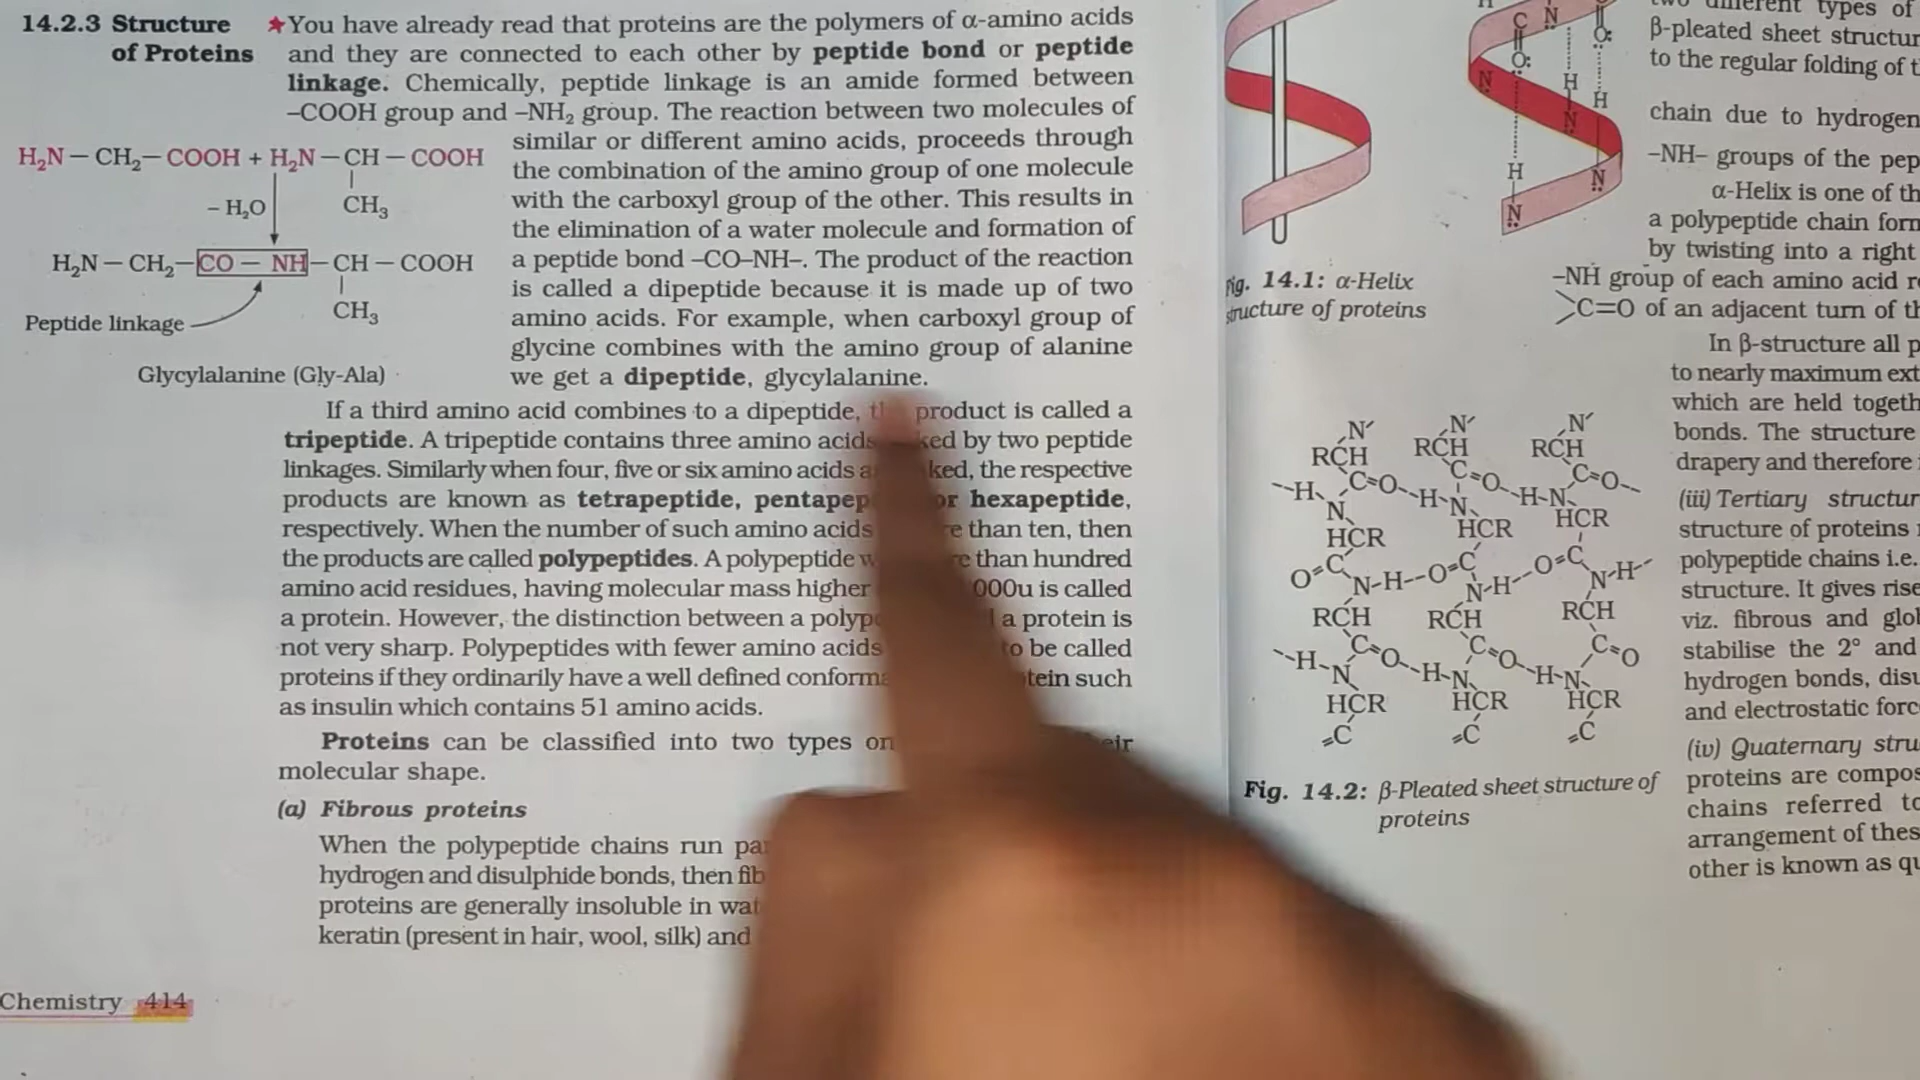 14.2.3 Structure
of Proteins
★You have already read that proteins are the polymers of α-amino acids
and they are connected to each other by peptide bond or peptide
linkage. Chemically, peptide linkage is an amide formed between
–COOH group and –NH₂ group. The reaction between two molecules of
similar or different amino acids, proceeds through
the combination of the amino group of one molecule
with the carboxyl group of the other. This results in
the elimination of a water molecule and formation of
a peptide bond –CO–NH–. The product of the reaction
is called a dipeptide because it is made up of two
amino acids. For example, when carboxyl group of
glycine combines with the amino group of alanine
we get a dipeptide, glycylalanine.
H₂N – CH₂– COOH + H₂N – CH – COOH
– H₂O
CH₃
H₂N – CH₂–CO – NH– CH – COOH
CH₃
Peptide linkage
Glycylalanine (Gly-Ala)
If a third amino acid combines to a dipeptide, product is called a
tripeptide. A tripeptide contains three amino acids by two peptide
linkages. Similarly when four, five or six amino acids the respective
products are known as tetrapeptide, hexapeptide,
respectively. When the number of such amino acids than ten, then
the products are called polypeptides. A polypeptide than hundred
amino acid residues, having molecular mass higher is called
a protein. However, the distinction between a a protein is
not very sharp. Polypeptides with fewer amino acids be called
proteins if they ordinarily have a well defined such
as insulin which contains 51 amino acids.
Proteins can be classified into two types on
molecular shape.
(a) Fibrous proteins
When the polypeptide chains run
hydrogen and disulphide bonds, then
proteins are generally insoluble in
keratin (present in hair, wool, silk) and
Chemistry 414
C N
O:
O:
N
H
H
N
H
N
N
14.1: α-Helix
structure of proteins
N N N
RCH RCH RCH
C=O C=O C=O
H H-N H-N
N
HCR HCR HCR
O=C N-H--O=C N-H--O=C N-H
RCH RCH RCH
C=O C=O C=O
H-N H-N H-N
HCR HCR HCR
=C =C =C
Fig. 14.2: β-Pleated sheet structure of
proteins
different types of
β-pleated sheet
to the regular folding of
chain due to hydrogen
–NH– groups of the
α-Helix is one of
a polypeptide chain
by twisting into a right
–NH group of each amino acid
>C=O of an adjacent turn of
In β-structure all
to nearly maximum
which are held
bonds. The structure
drapery and therefore
(iii) Tertiary
structure of proteins
polypeptide chains i.e.
structure. It gives
viz. fibrous and
stabilise the 2° and
hydrogen bonds,
and electrostatic
(iv) Quaternary
proteins are
chains referred
arrangement of
other is known as